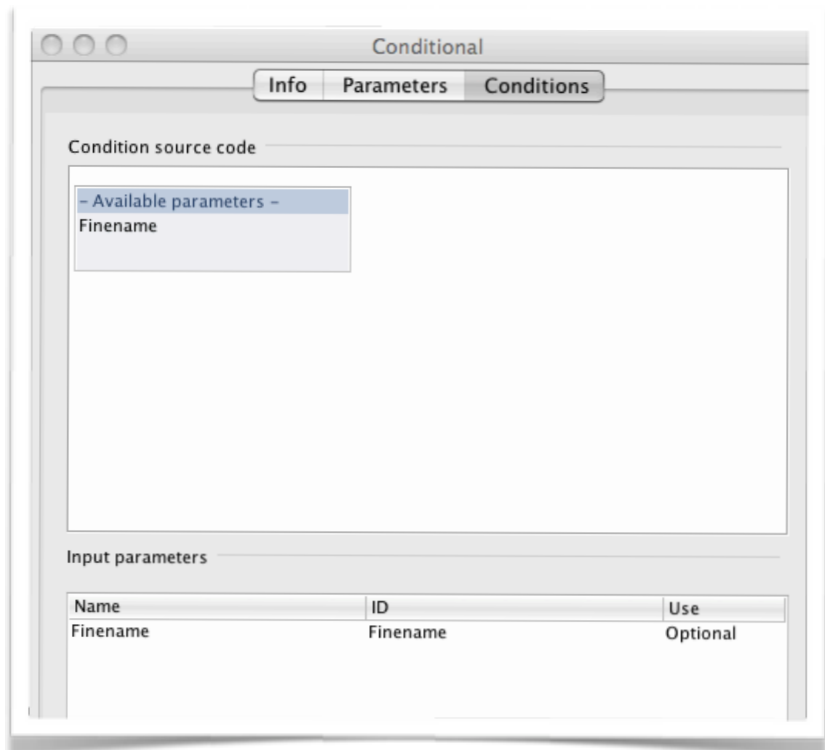 Conditional
Info Parameters Conditions
Condition source code
– Available parameters –
Finename
Input parameters
Name ID Use
Finename Finename Optional